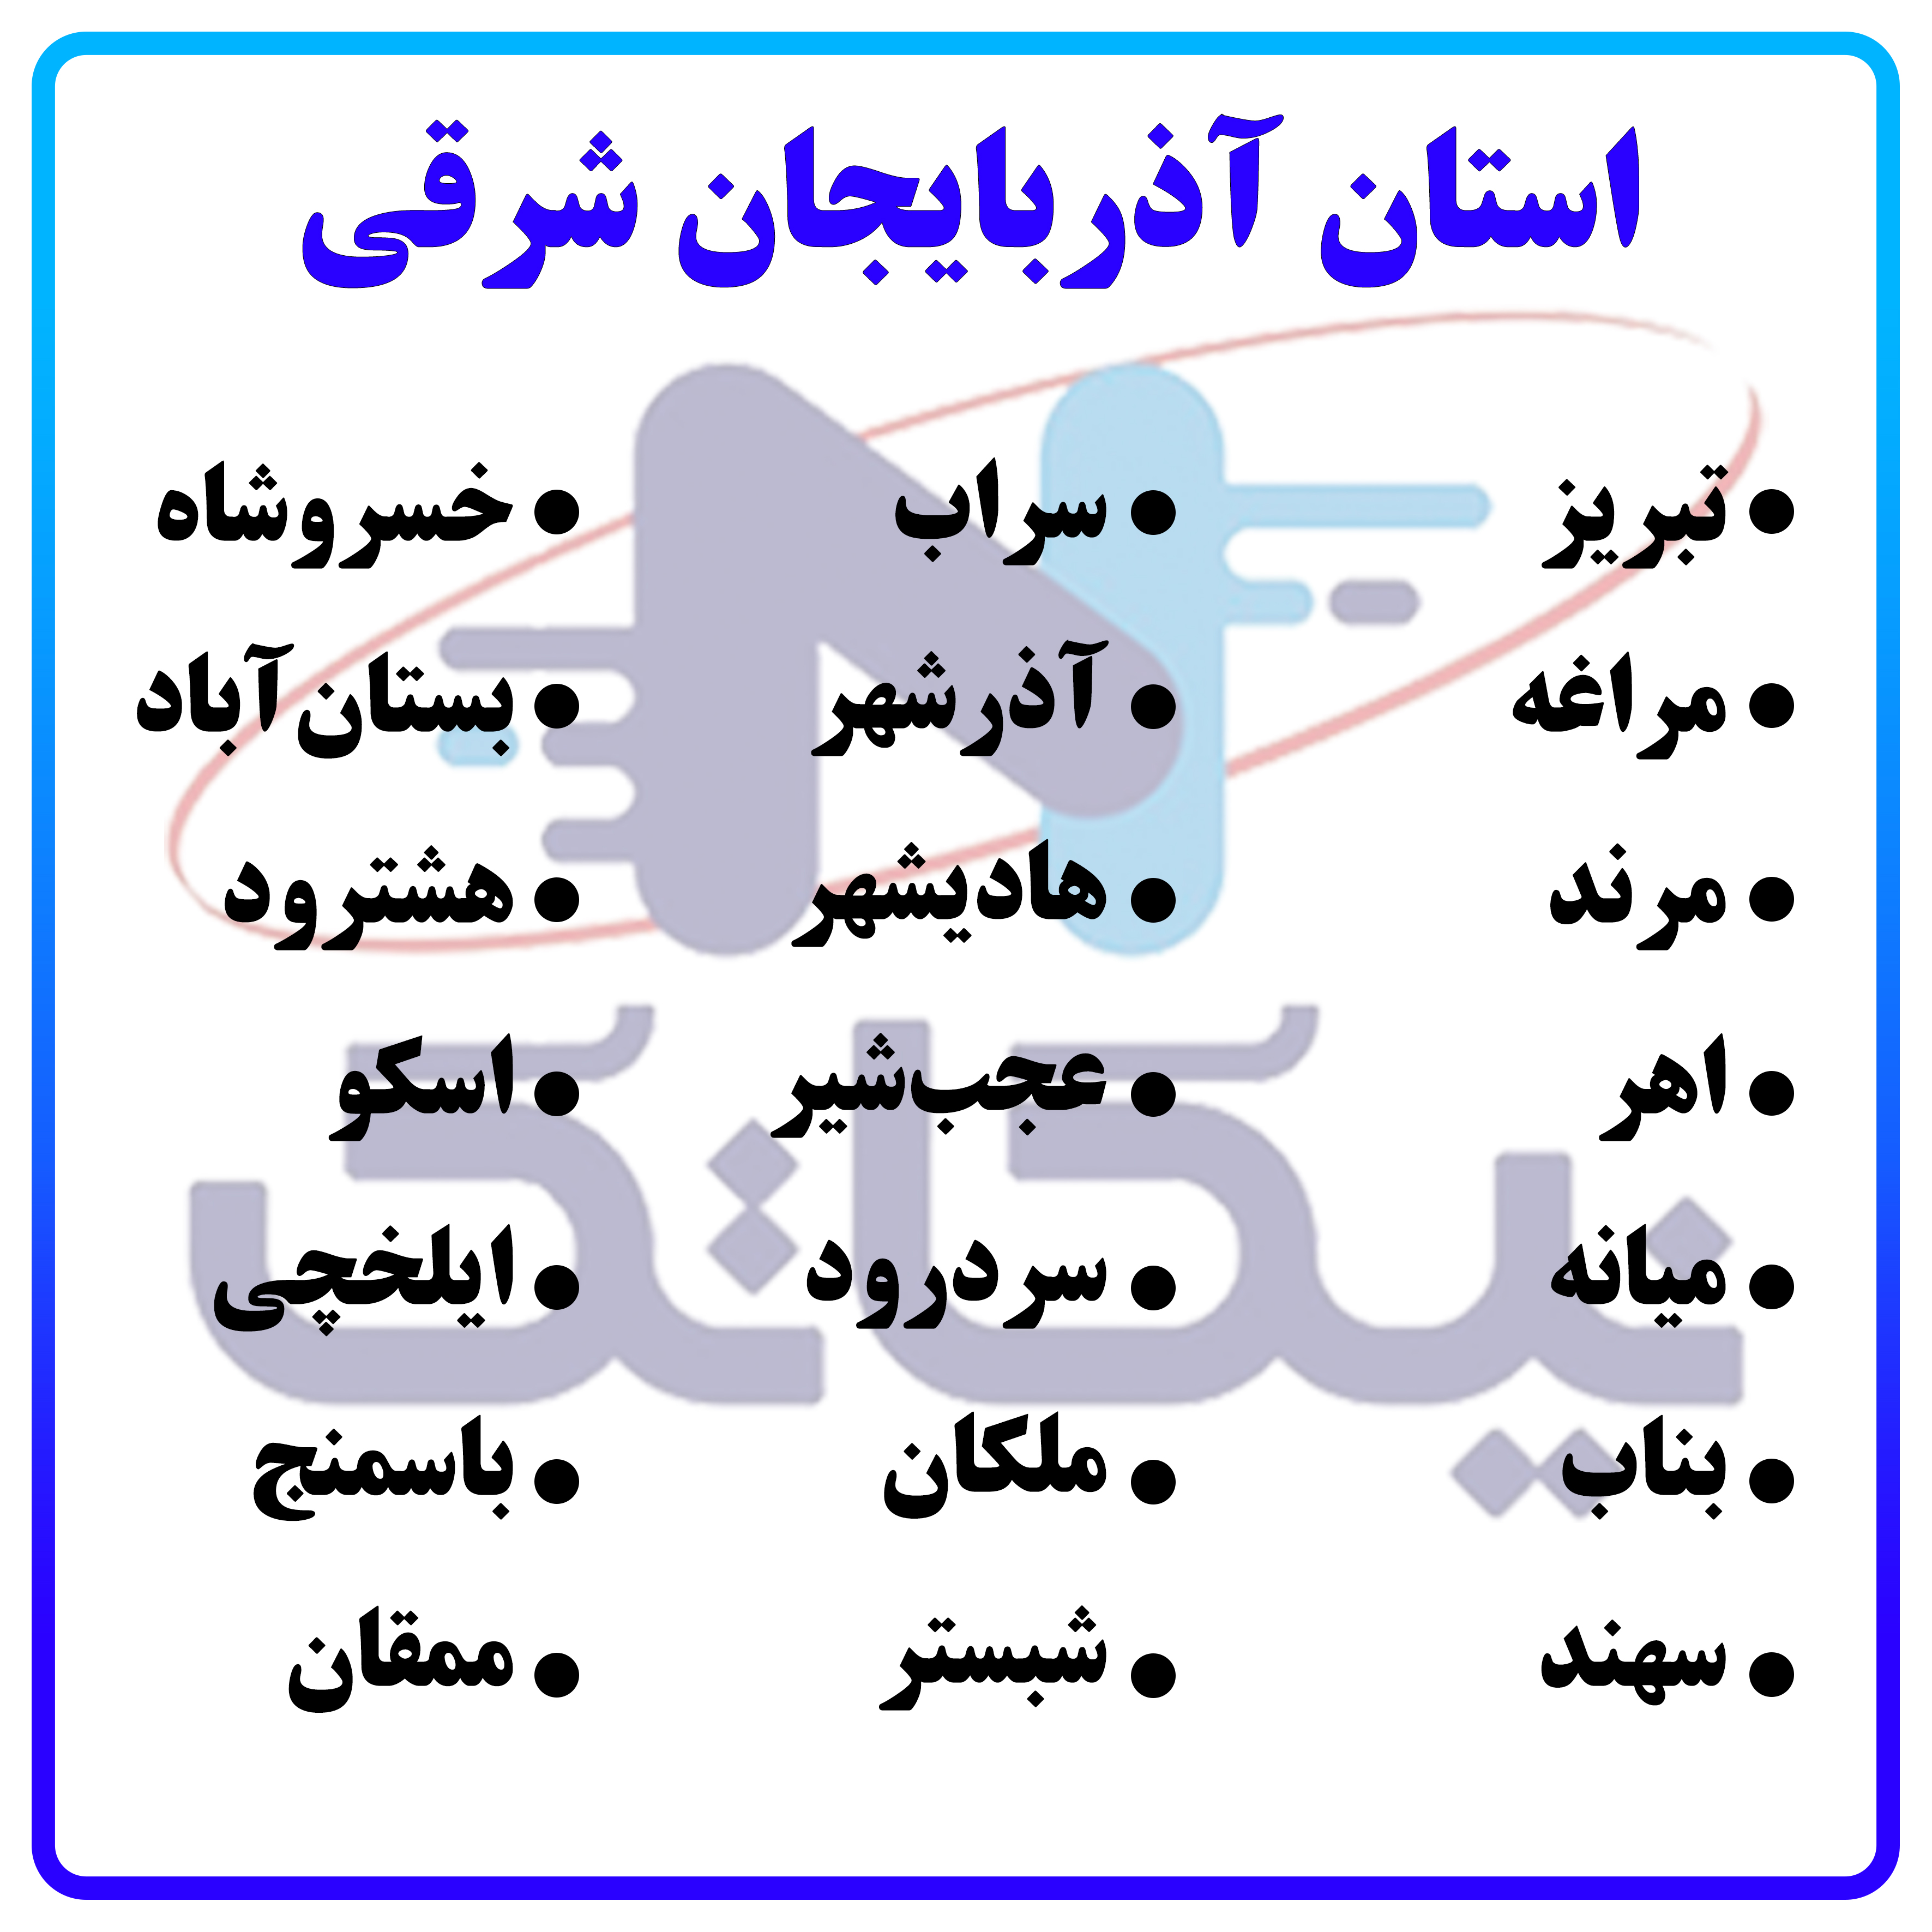 استان آذربایجان شرقی
• تبریز • سراب • خسروشاه
• مراغه • آذرشهر • بستان‌آباد
• مرند • هادیشهر • هشترود
• اهر • عجب‌شیر • اسکو
• میانه • سردرود • ایلخچی
• بناب • ملکان • باسمنج
• سهند • شبستر • ممقان
نیکاتک